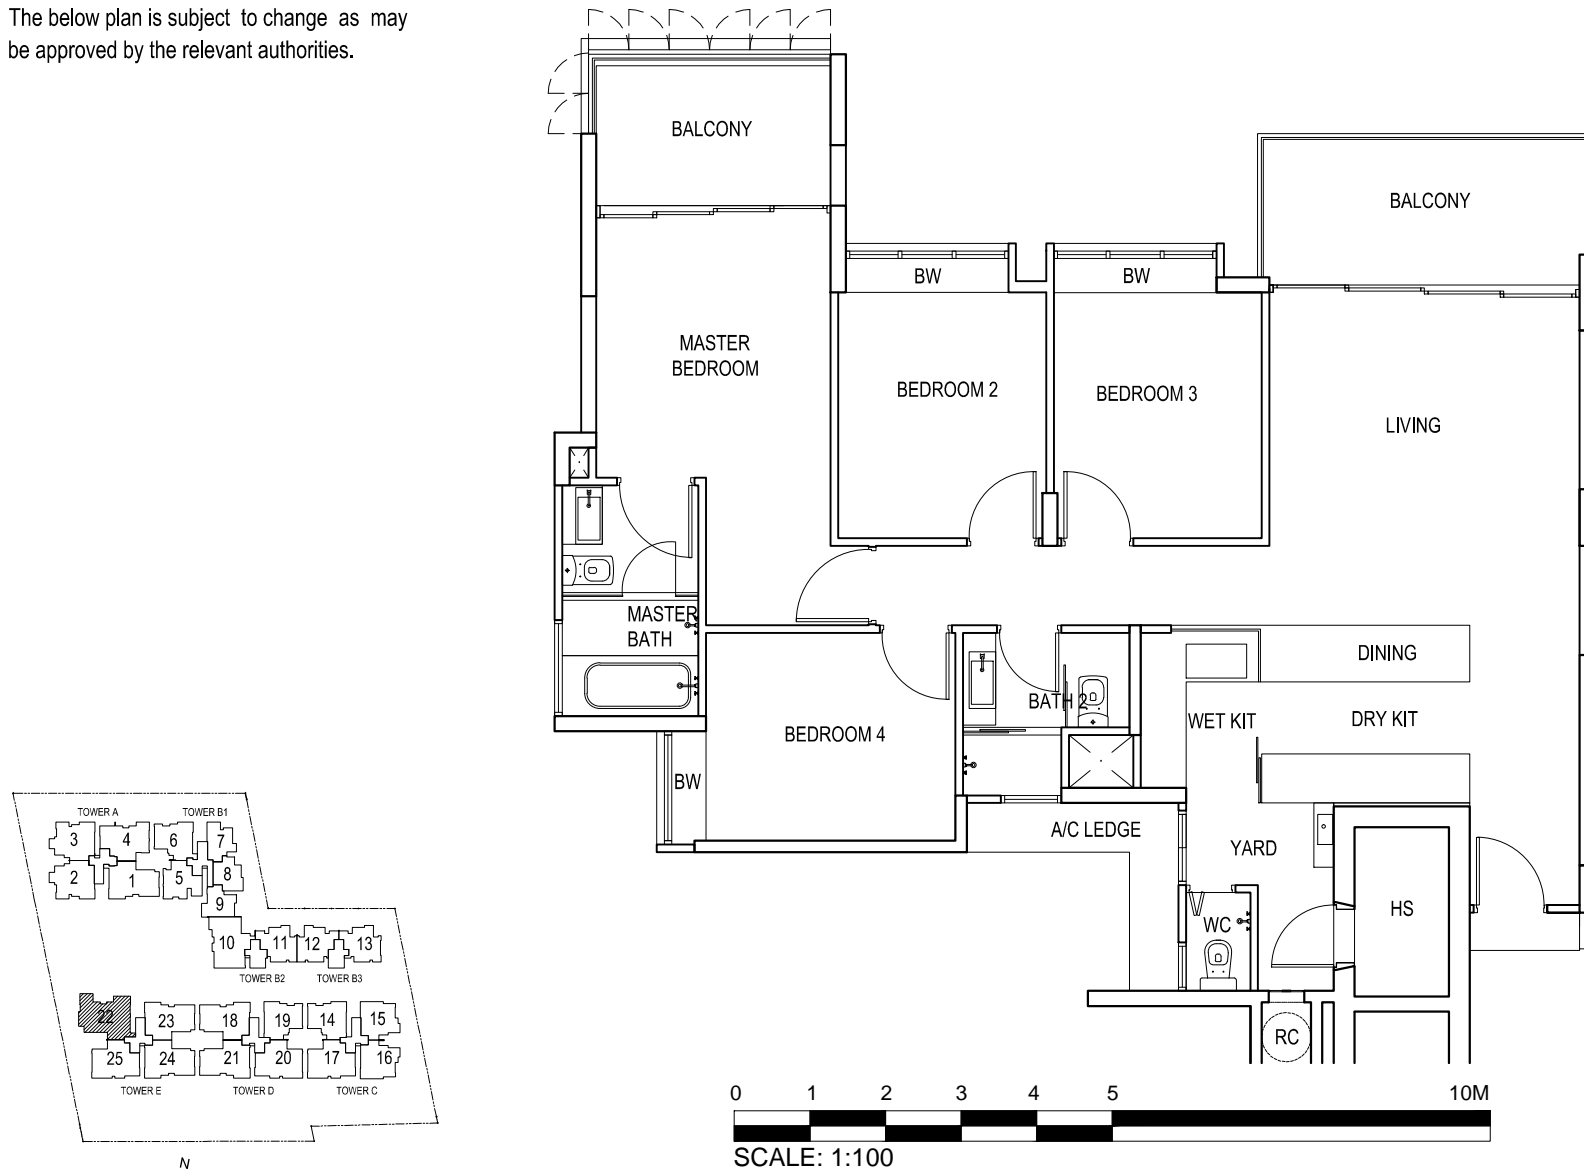 The below plan is subject to change as may
be approved by the relevant authorities.
BALCONY
BALCONY
BW
BW
MASTER
BEDROOM
BEDROOM 2
BEDROOM 3
LIVING
MASTER
BATH
DINING
BATH 2
WET KIT
DRY KIT
BEDROOM 4
BW
A/C LEDGE
YARD
HS
WC
RC
TOWER A
TOWER B1
3
4
6
7
2
1
5
8
9
10
11
12
13
TOWER B2
TOWER B3
22
23
18
19
14
15
25
24
21
20
17
16
TOWER E
TOWER D
TOWER C
N
0 1 2 3 4 5 10M
SCALE: 1:100